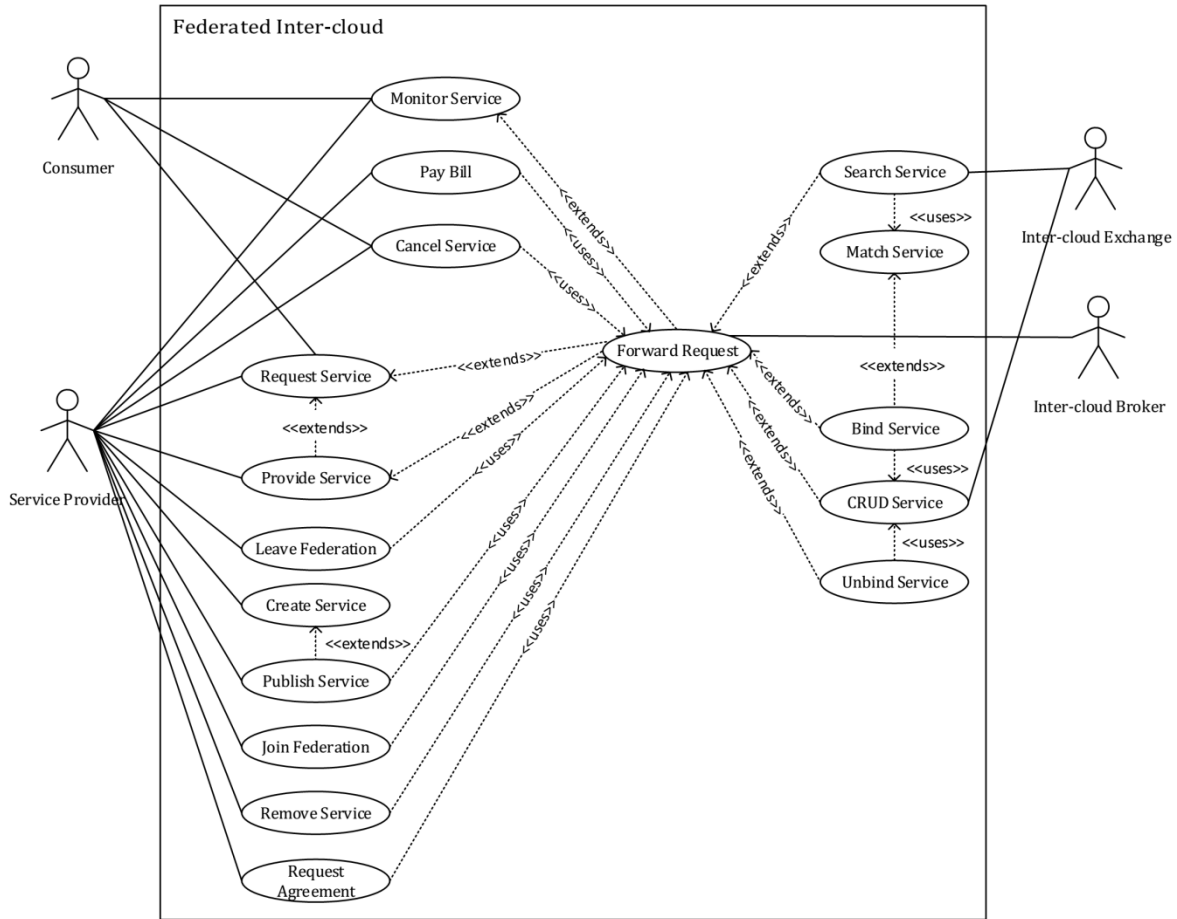 Federated Inter-cloud
Monitor Service
Consumer
Pay Bill
Search Service
<<extends>>
<<uses>>
<<extends>>
<<uses>>
Cancel Service
Match Service
Inter-cloud Exchange
<<uses>>
Forward Request
Request Service
<<extends>>
<<extends>>
Inter-cloud Broker
<<extends>>
<<extends>>
<<extends>>
Bind Service
Provide Service
<<uses>>
<<uses>>
<<extends>>
Service Provider
CRUD Service
<<extends>>
<<uses>>
<<uses>>
Leave Federation
<<uses>>
Unbind Service
Create Service
<<uses>>
<<extends>>
<<uses>>
Publish Service
Join Federation
Remove Service
Request
Agreement